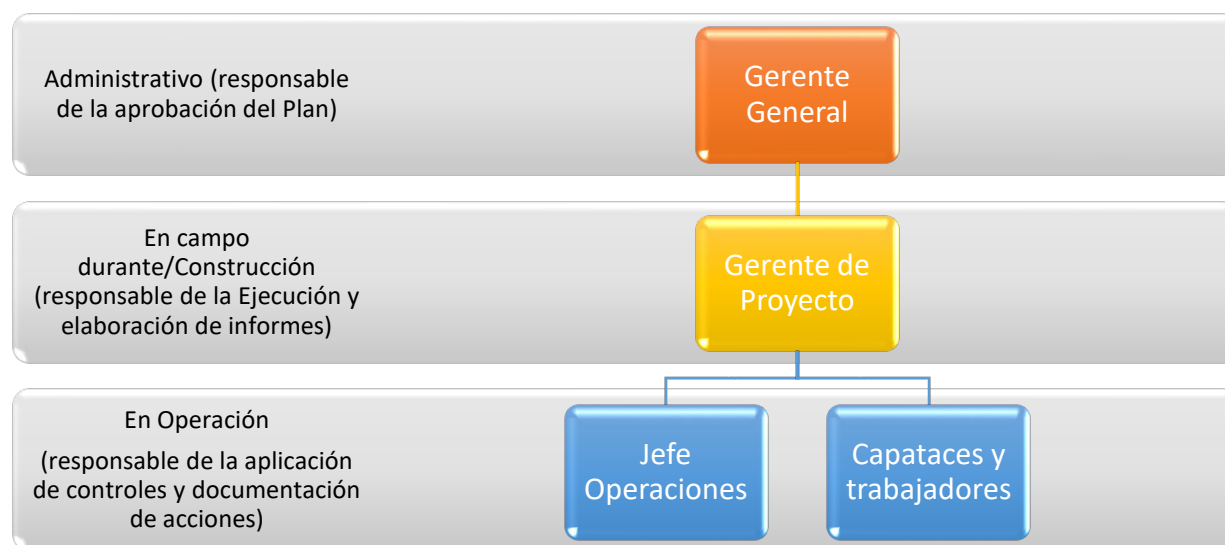 Administrativo (responsable
de la aprobación del Plan)
Gerente
General
En campo
durante/Construcción
(responsable de la Ejecución y
elaboración de informes)
Gerente de
Proyecto
En Operación
(responsable de la aplicación
de controles y documentación
de acciones)
Jefe
Operaciones
Capataces y
trabajadores